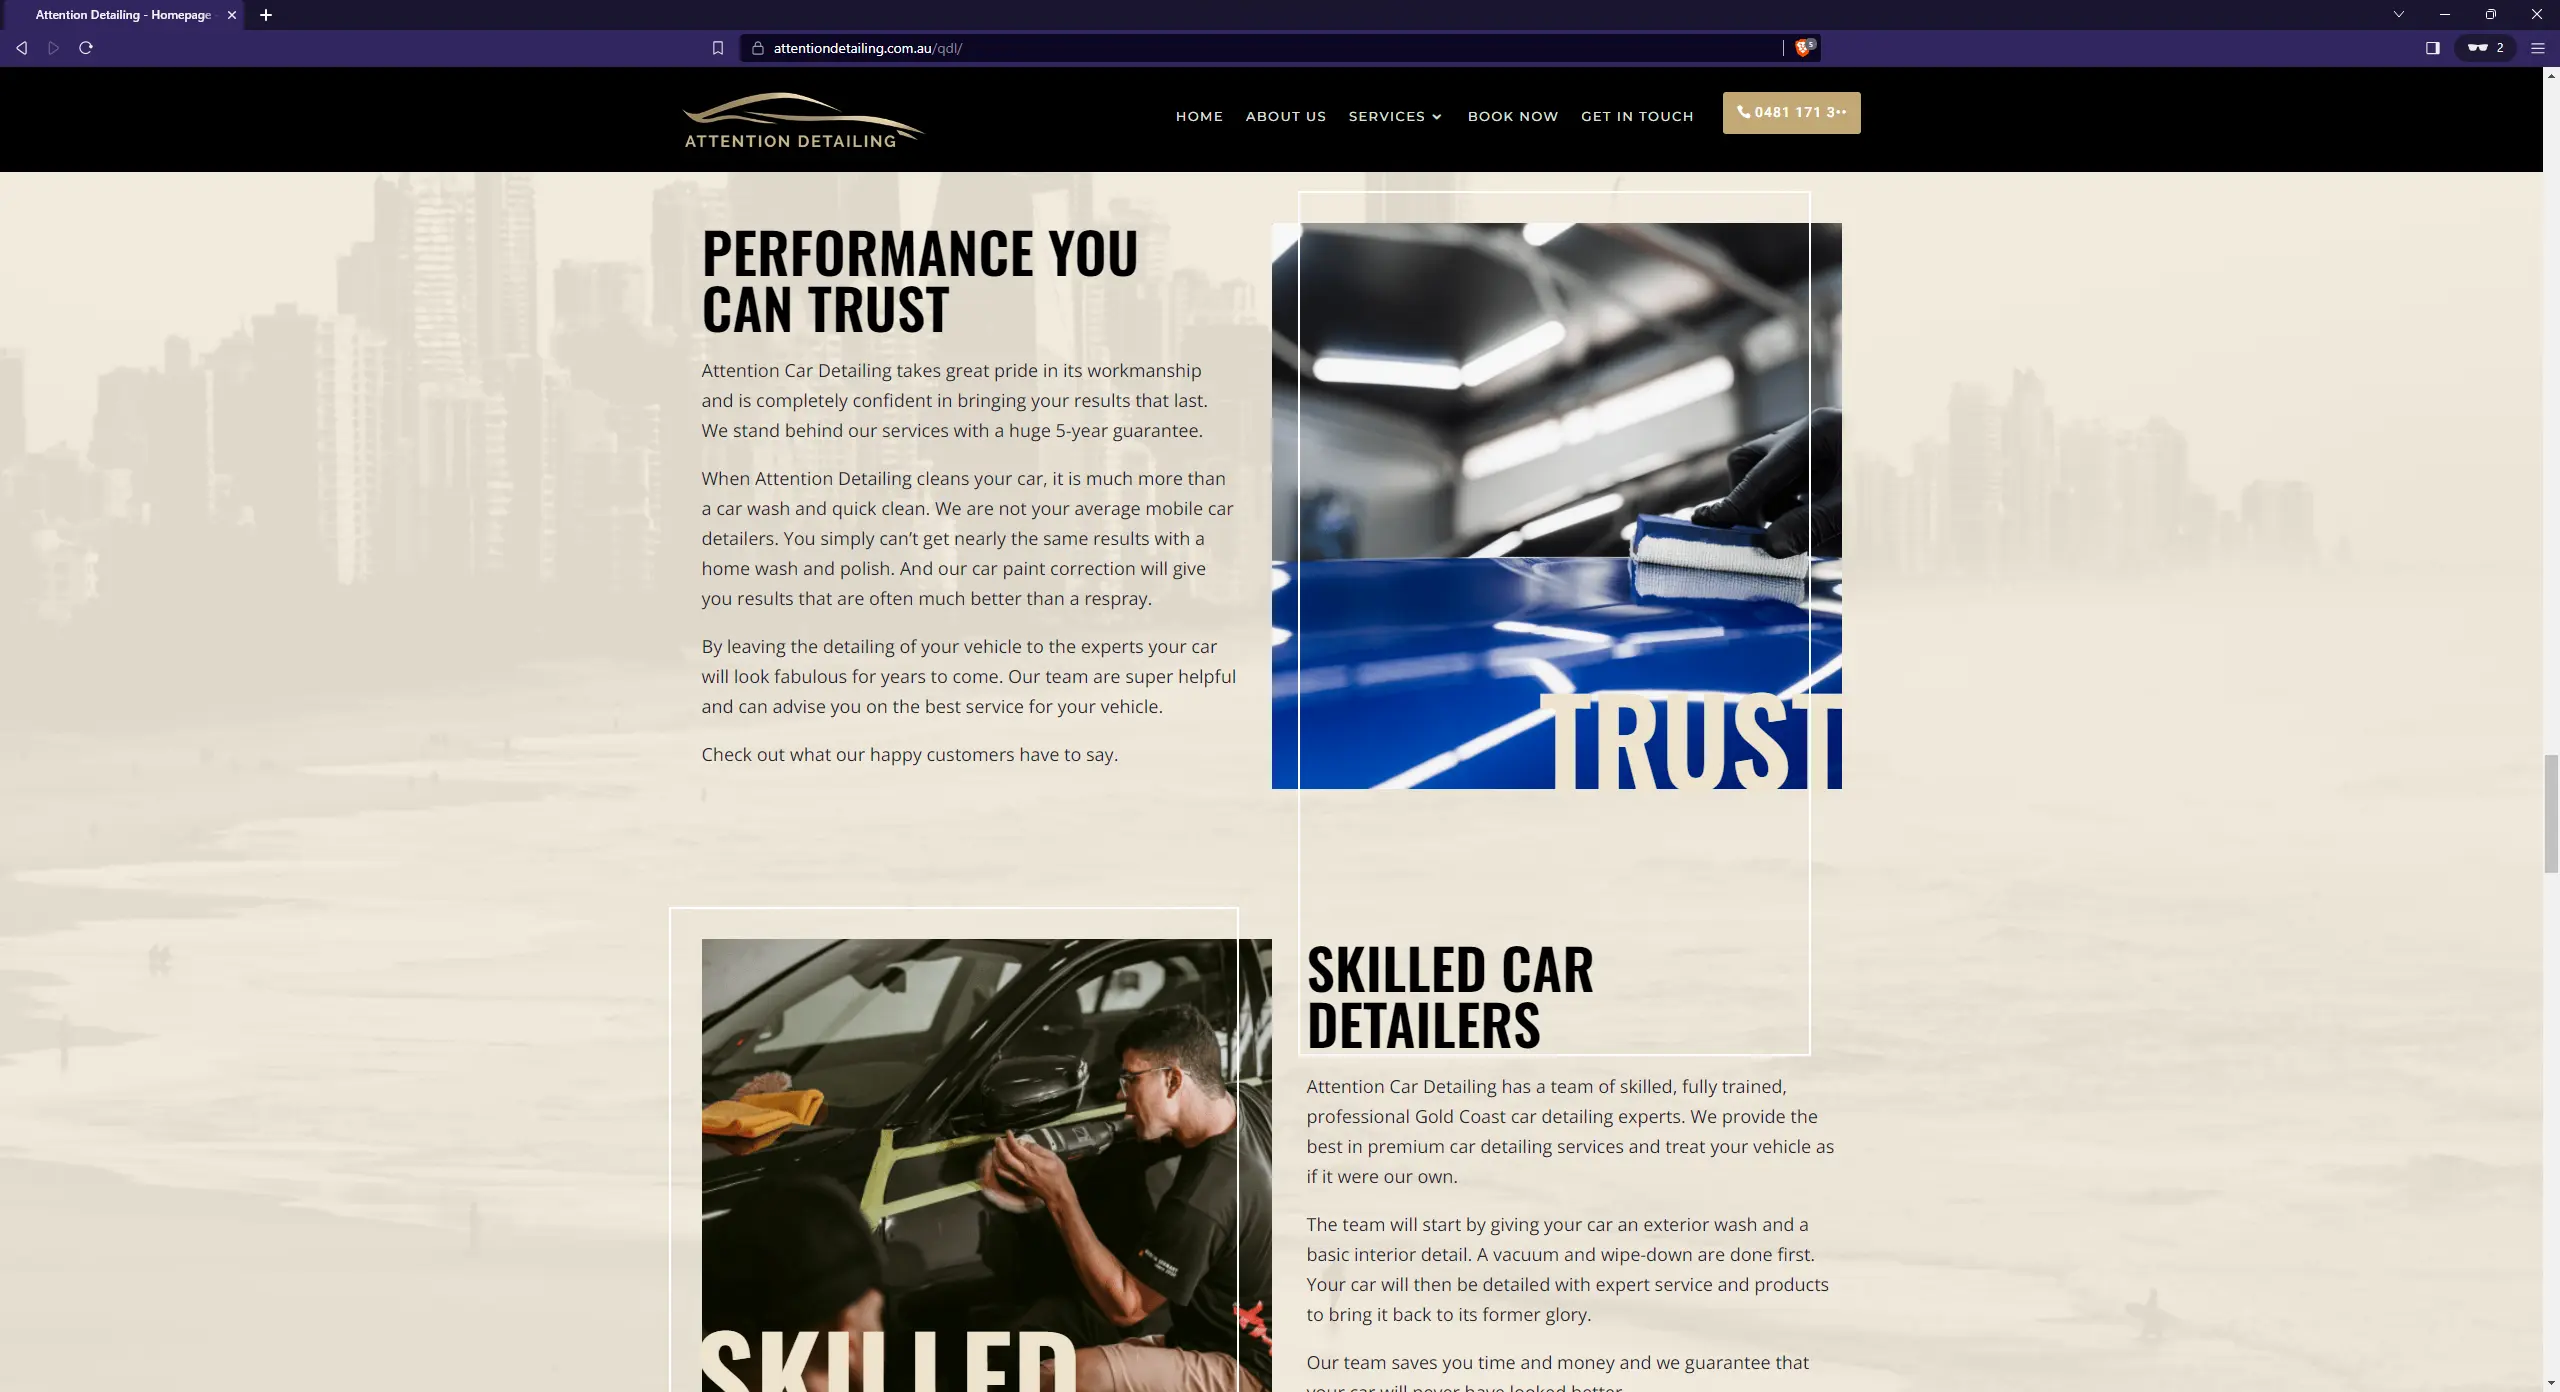 Attention Detailing - Homepage
attentiondetailing.com.au/qdl/
5
2
ATTENTION DETAILING
HOME
ABOUT US
SERVICES
BOOK NOW
GET IN TOUCH
0481 171 3••
PERFORMANCE YOU
CAN TRUST
Attention Car Detailing takes great pride in its workmanship
and is completely confident in bringing your results that last.
We stand behind our services with a huge 5-year guarantee.
When Attention Detailing cleans your car, it is much more than
a car wash and quick clean. We are not your average mobile car
detailers. You simply can’t get nearly the same results with a
home wash and polish. And our car paint correction will give
you results that are often much better than a respray.
By leaving the detailing of your vehicle to the experts your car
will look fabulous for years to come. Our team are super helpful
and can advise you on the best service for your vehicle.
Check out what our happy customers have to say.
TRUST
SKILLED
SKILLED CAR
DETAILERS
Attention Car Detailing has a team of skilled, fully trained,
professional Gold Coast car detailing experts. We provide the
best in premium car detailing services and treat your vehicle as
if it were our own.
The team will start by giving your car an exterior wash and a
basic interior detail. A vacuum and wipe-down are done first.
Your car will then be detailed with expert service and products
to bring it back to its former glory.
Our team saves you time and money and we guarantee that
your car will never have looked better